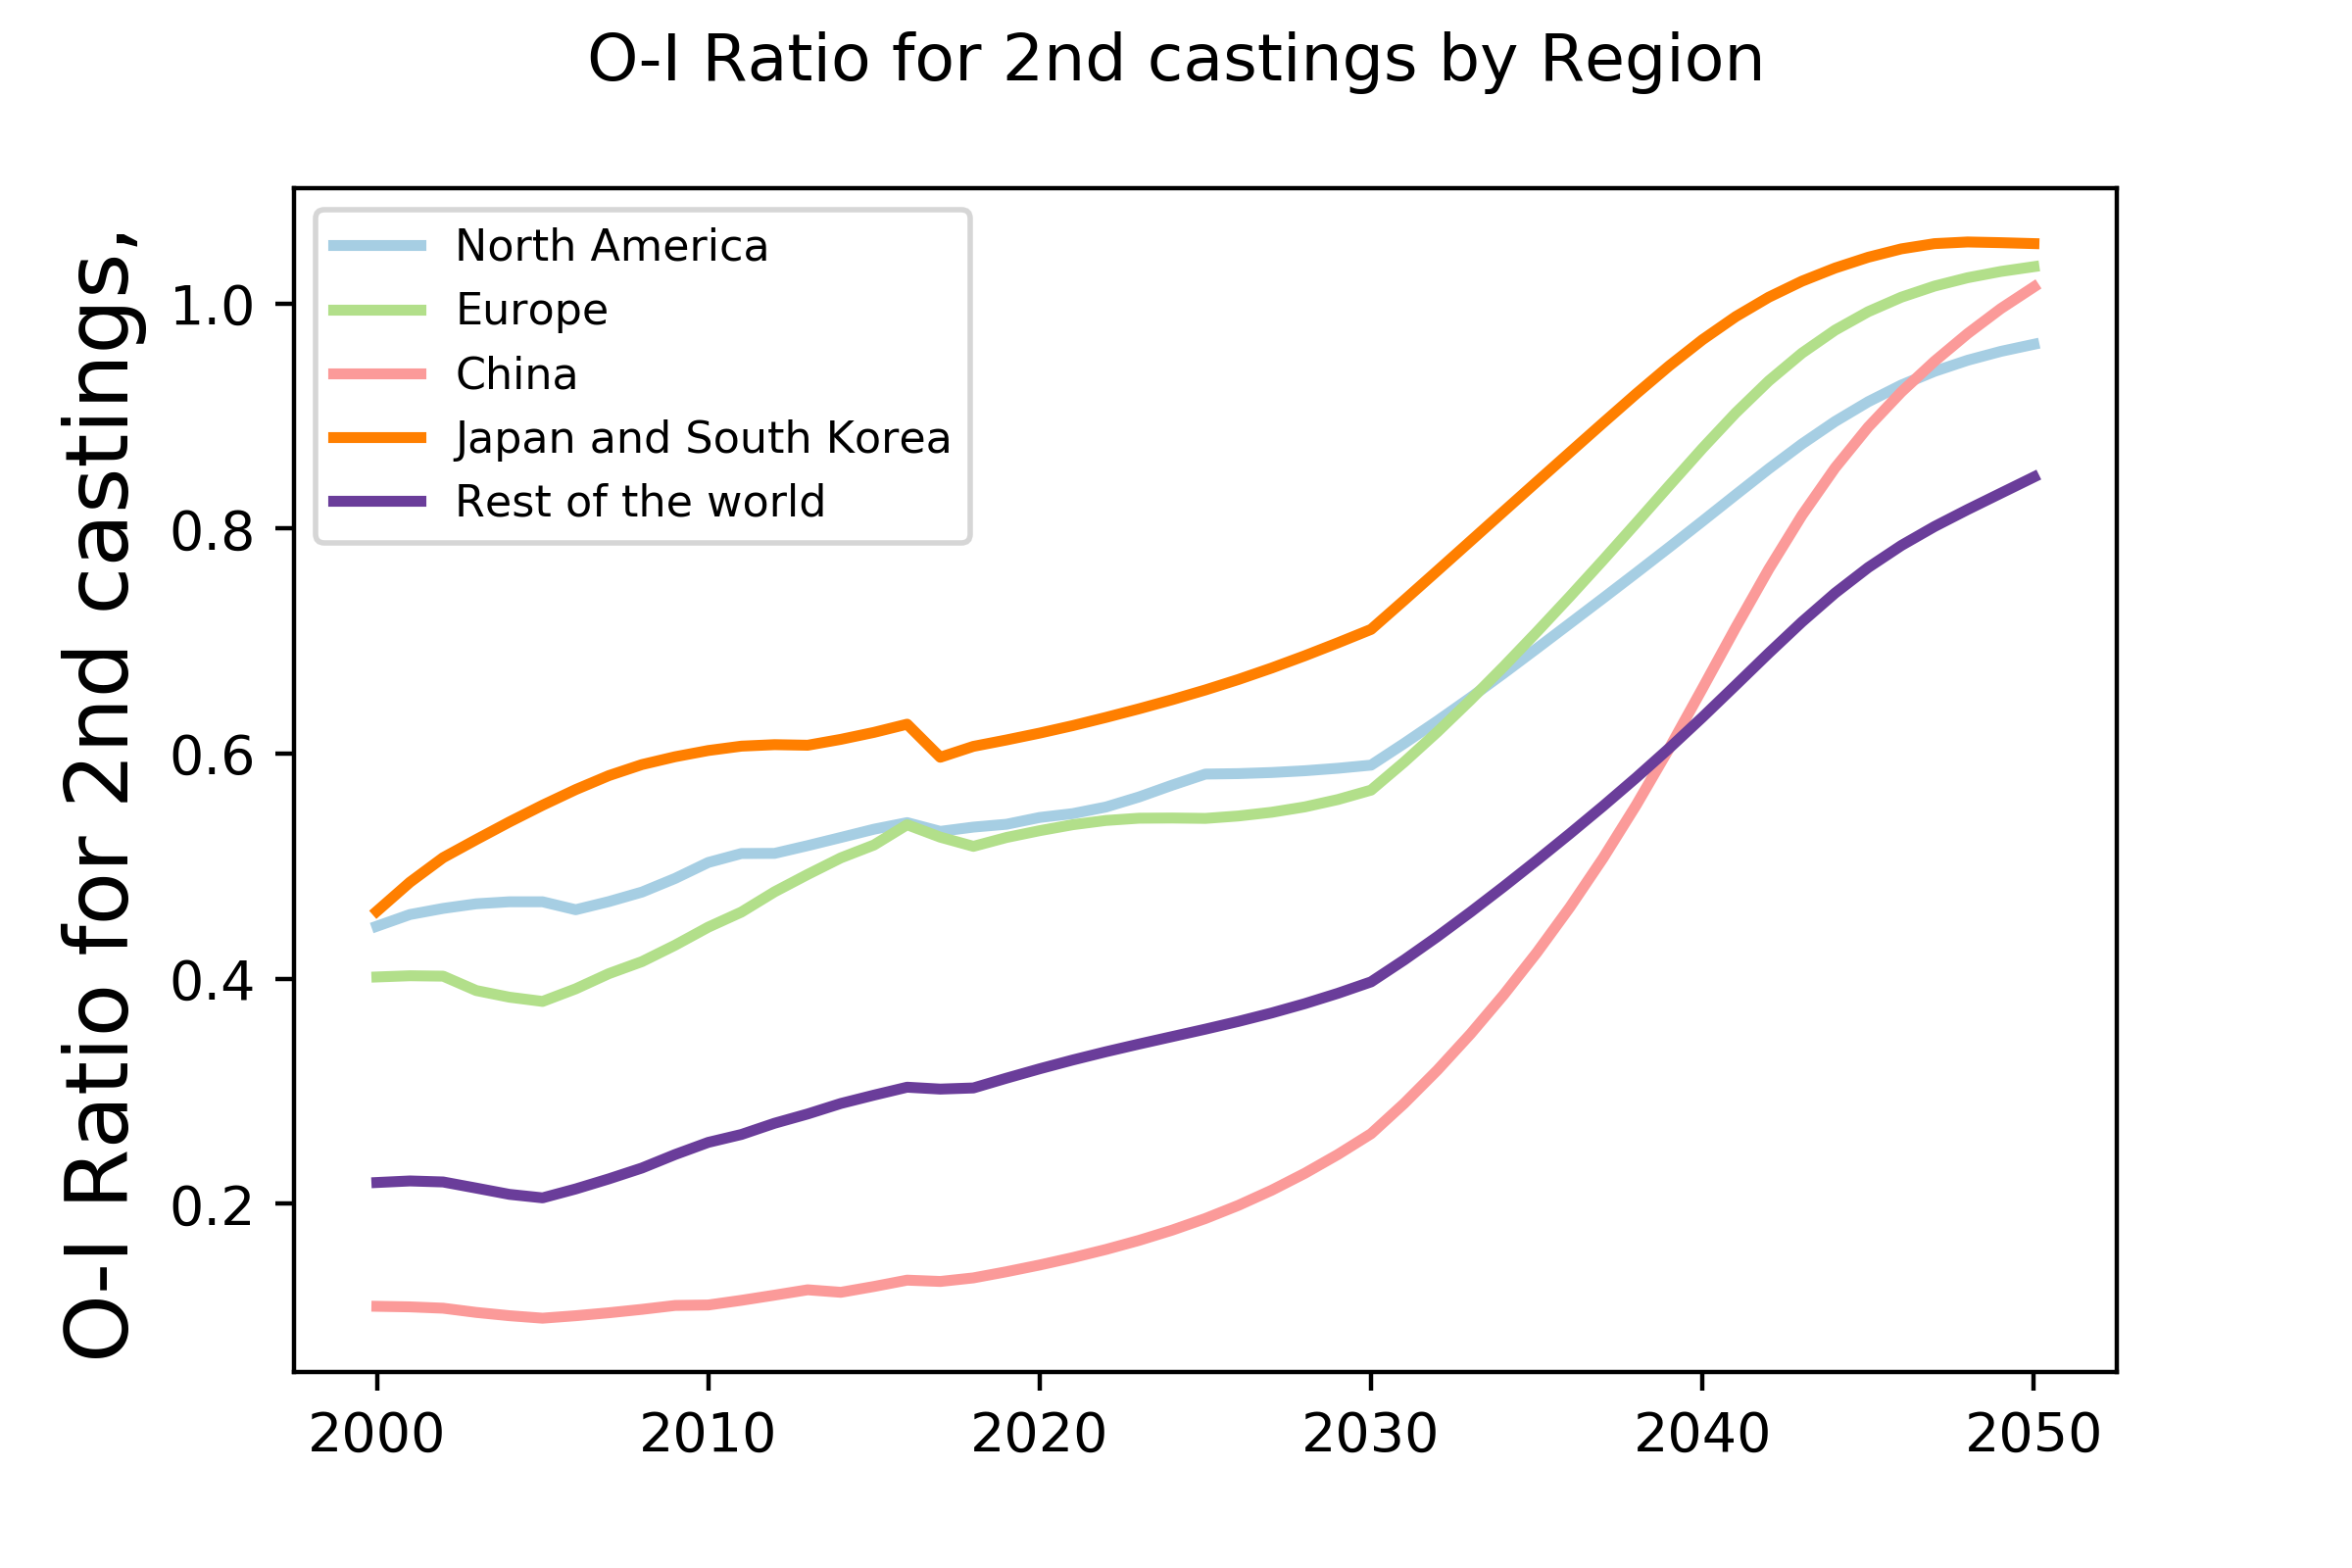 O-I Ratio for 2nd castings by Region
O-I Ratio for 2nd castings,
1.0
0.8
0.6
0.4
0.2
North America
Europe
China
Japan and South Korea
Rest of the world
2000 2010 2020 2030 2040 2050